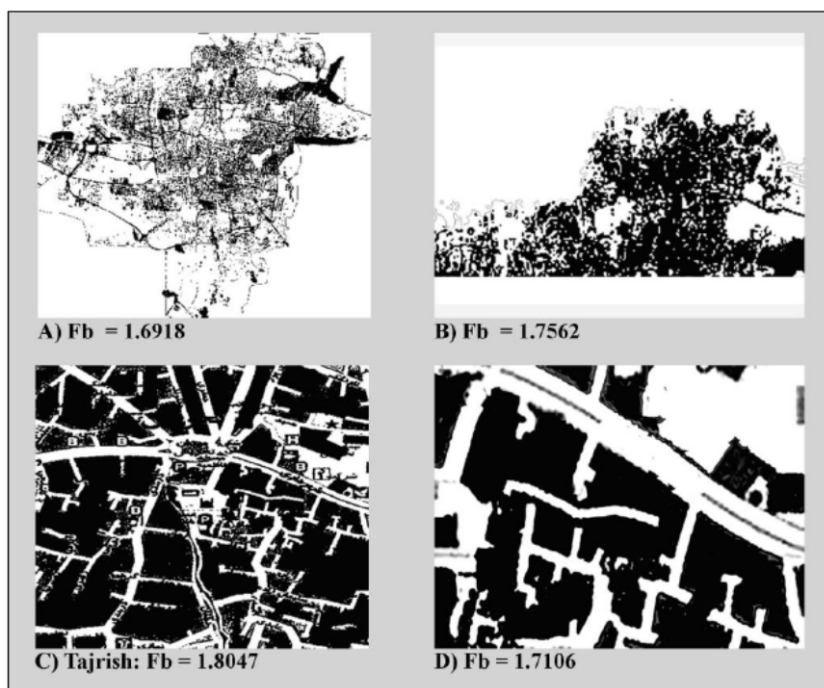 A) Fb = 1.6918
B) Fb = 1.7562
B
B
H
P
B
B
P
C) Tajrish: Fb = 1.8047
D) Fb = 1.7106